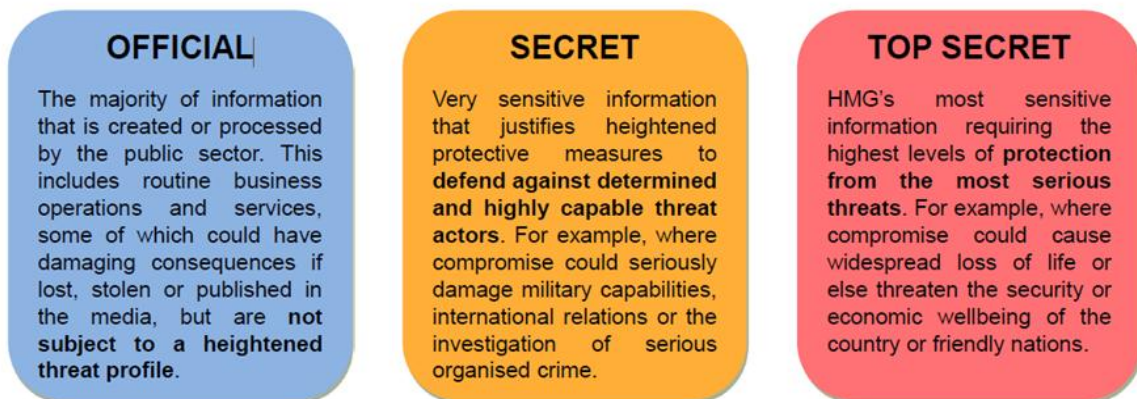 OFFICIAL
The majority of information
that is created or processed
by the public sector. This
includes routine business
operations and services,
some of which could have
damaging consequences if
lost, stolen or published in
the media, but are not
subject to a heightened
threat profile.
SECRET
Very sensitive information
that justifies heightened
protective measures to
defend against determined
and highly capable threat
actors. For example, where
compromise could seriously
damage military capabilities,
international relations or the
investigation of serious
organised crime.
TOP SECRET
HMG's most sensitive
information requiring the
highest levels of protection
from the most serious
threats. For example, where
compromise could cause
widespread loss of life or
else threaten the security or
economic wellbeing of the
country or friendly nations.